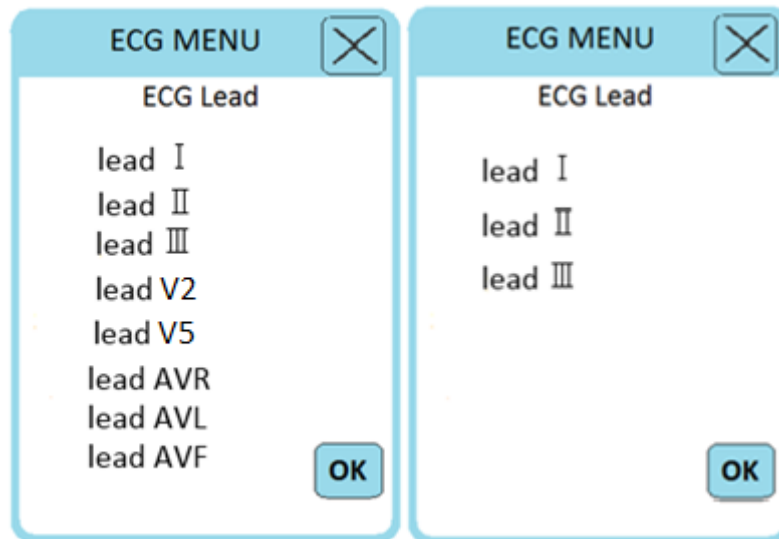 ECG MENU
ECG Lead
lead Ⅰ
lead Ⅱ
lead Ⅲ
lead V2
lead V5
lead AVR
lead AVL
lead AVF
OK
ECG MENU
ECG Lead
lead Ⅰ
lead Ⅱ
lead Ⅲ
OK